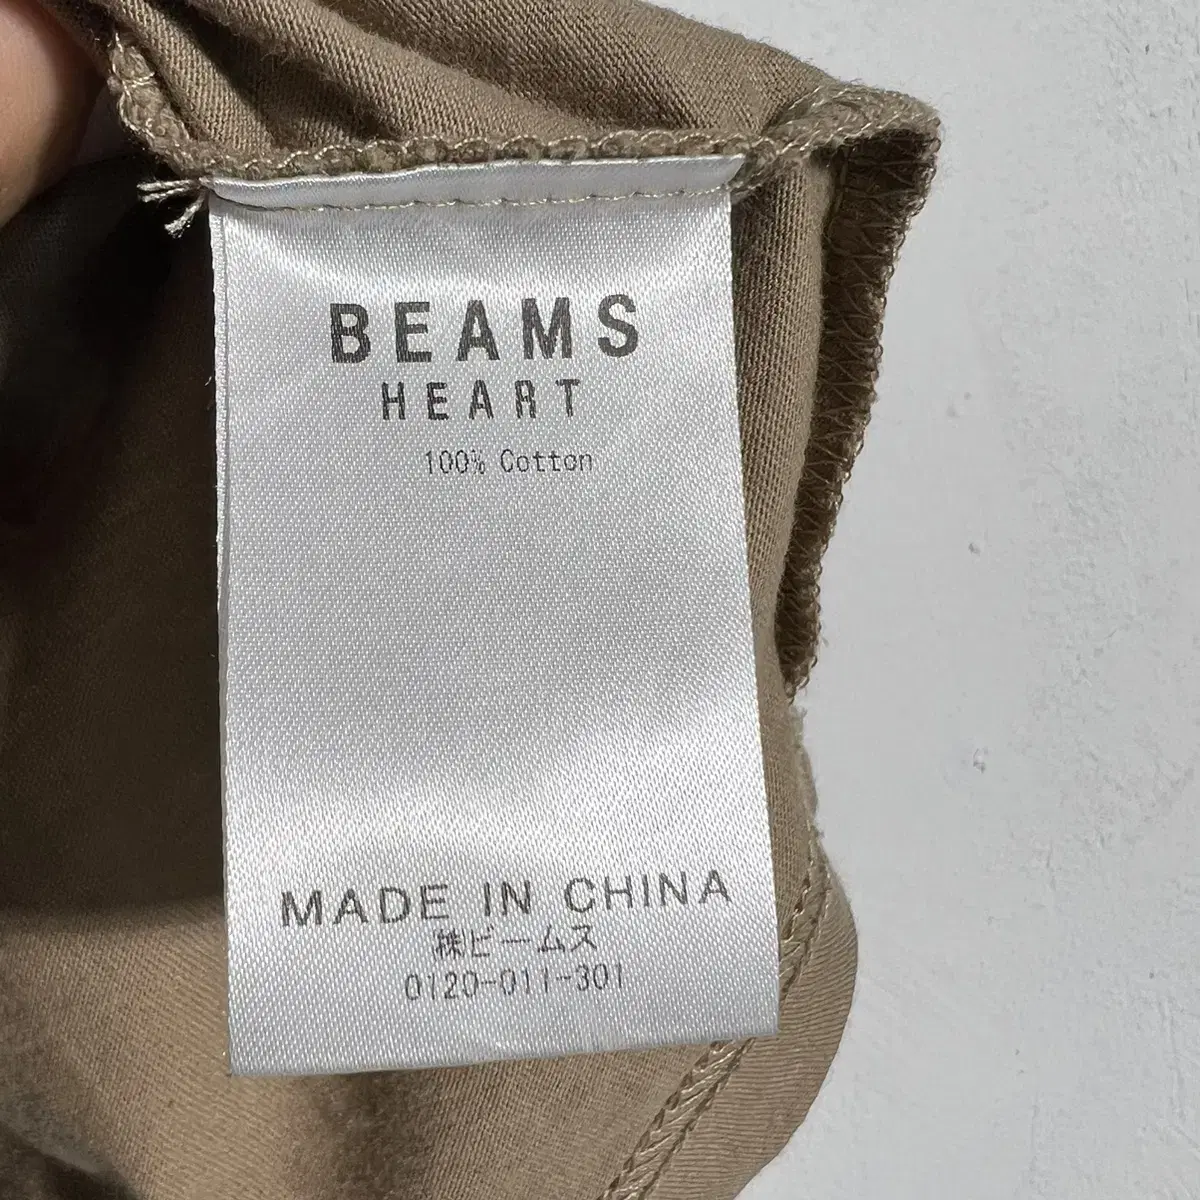 BEAMS
HEART
100% Cotton
MADE IN CHINA
㈱ビームス
0120-011-301